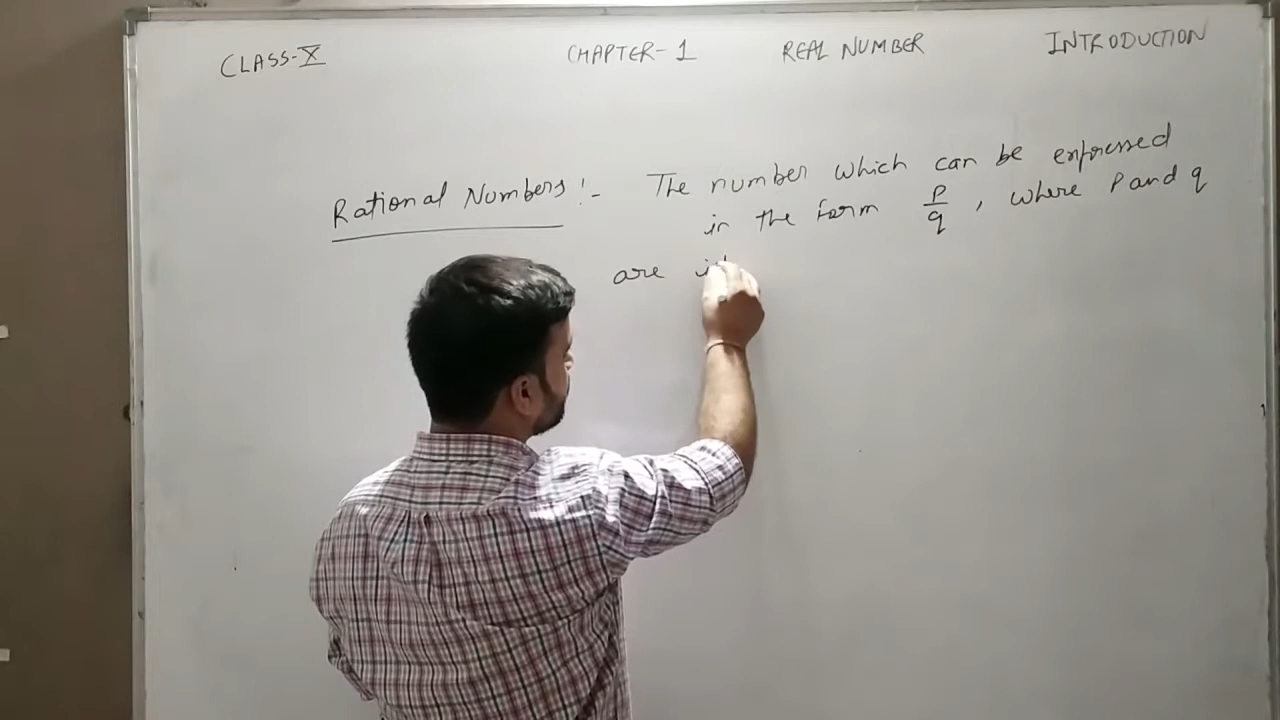 CLASS-X CHAPTER-1 REAL NUMBER INTRODUCTION
Rational Numbers:- The number which can be expressed
in the form p/q, where p and q
are